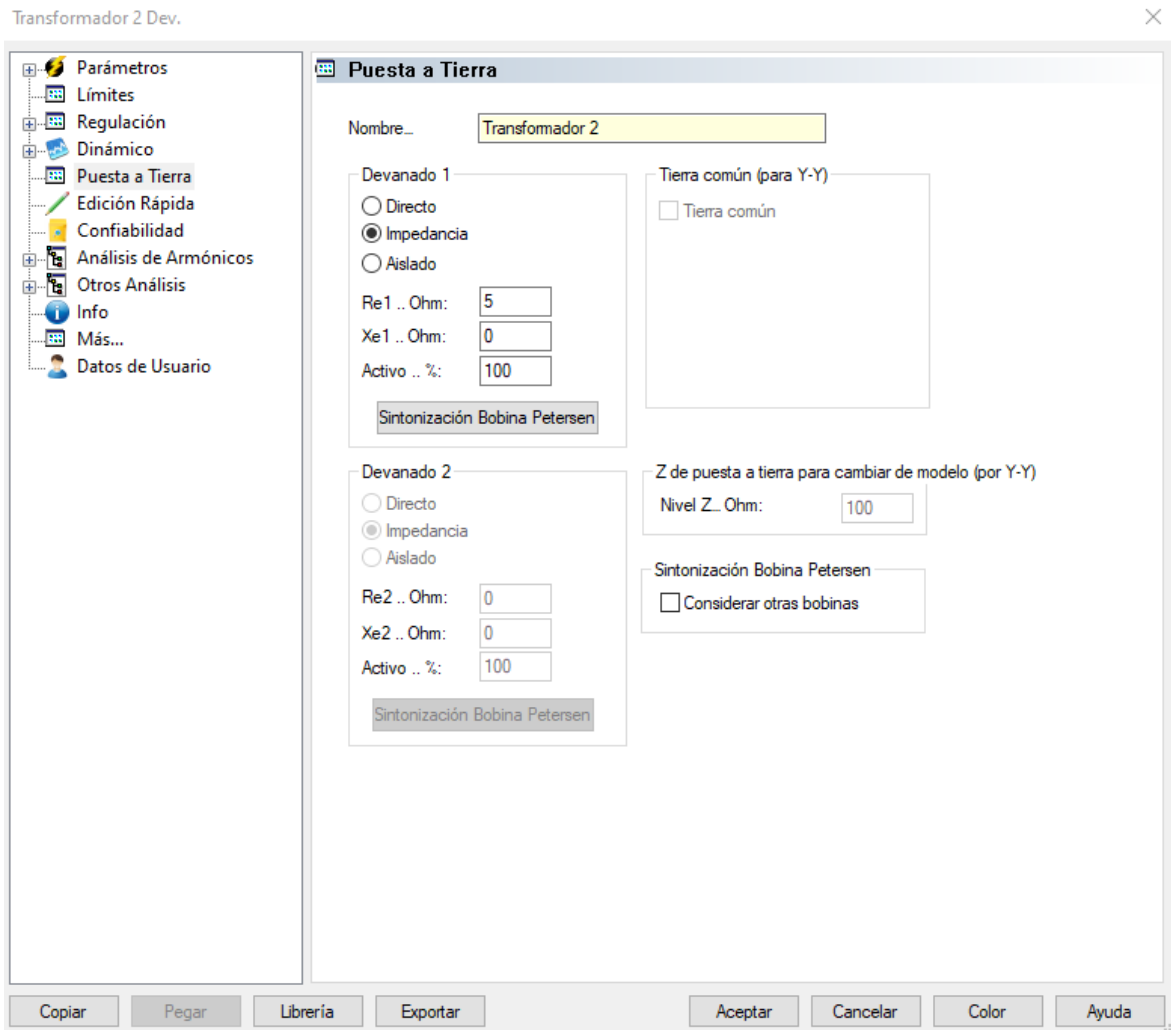 Transformador 2 Dev.
Parámetros
Límites
Regulación
Dinámico
Puesta a Tierra
Edición Rápida
Confiabilidad
Análisis de Armónicos
Otros Análisis
Info
Más...
Datos de Usuario
Puesta a Tierra
Nombre... Transformador 2
Devanado 1
Directo
Impedancia
Aislado
Re1 .. Ohm: 5
Xe1 .. Ohm: 0
Activo .. %: 100
Sintonización Bobina Petersen
Tierra común (para Y-Y)
Tierra común
Devanado 2
Directo
Impedancia
Aislado
Re2 .. Ohm: 0
Xe2 .. Ohm: 0
Activo .. %: 100
Sintonización Bobina Petersen
Z de puesta a tierra para cambiar de modelo (por Y-Y)
Nivel Z... Ohm: 100
Sintonización Bobina Petersen
Considerar otras bobinas
Copiar Pegar Librería Exportar Aceptar Cancelar Color Ayuda